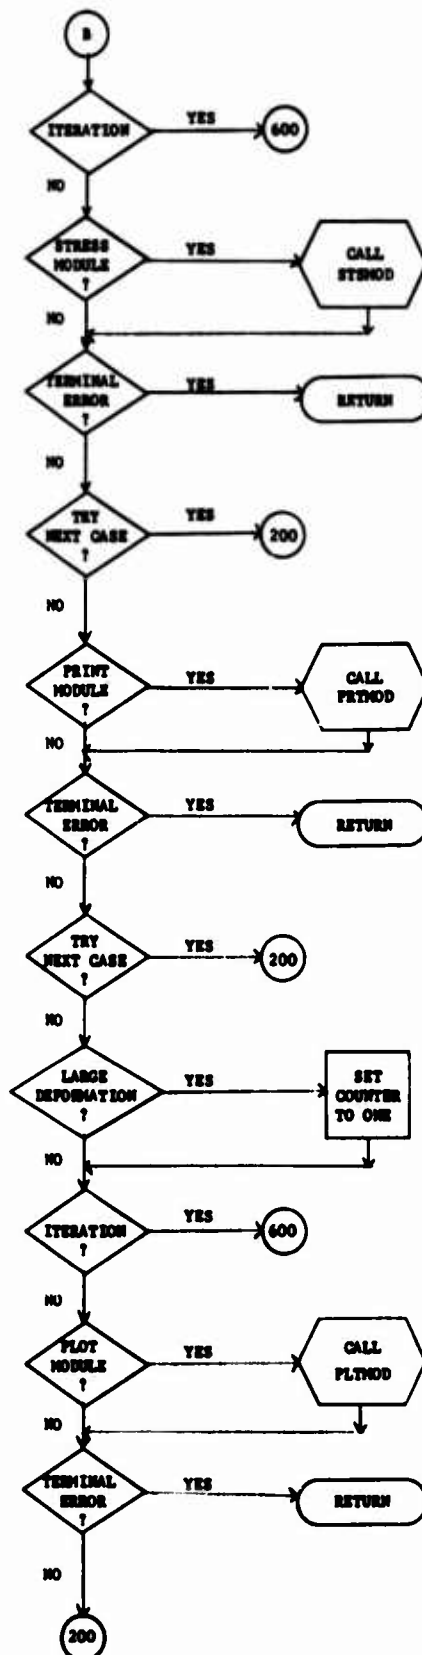 B
ITERATION YES 600
NO
STRESS MODULE ? YES CALL STSMOD
NO
TERMINAL ERROR ? YES RETURN
NO
TRY NEXT CASE ? YES 200
NO
PRINT MODULE ? YES CALL PRTMOD
NO
TERMINAL ERROR ? YES RETURN
NO
TRY NEXT CASE ? YES 200
NO
LARGE DEFORMATION ? YES SET COUNTER TO ONE
NO
ITERATION ? YES 600
NO
PLOT MODULE ? YES CALL PLTMOD
NO
TERMINAL ERROR ? YES RETURN
NO
200